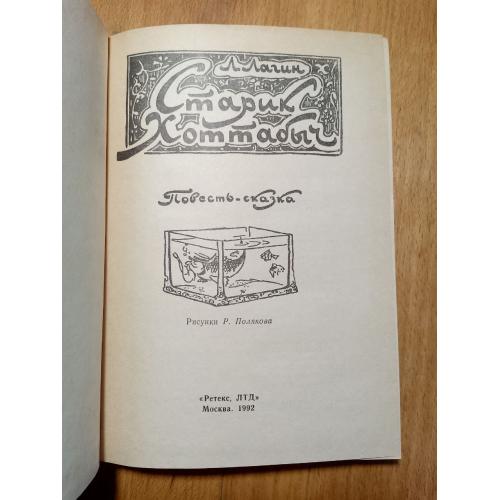 Л. Лагин
Старик
Хоттабыч
Повесть-сказка
Рисунки Р. Полякова
«Ретекс, ЛТД»
Москва. 1992